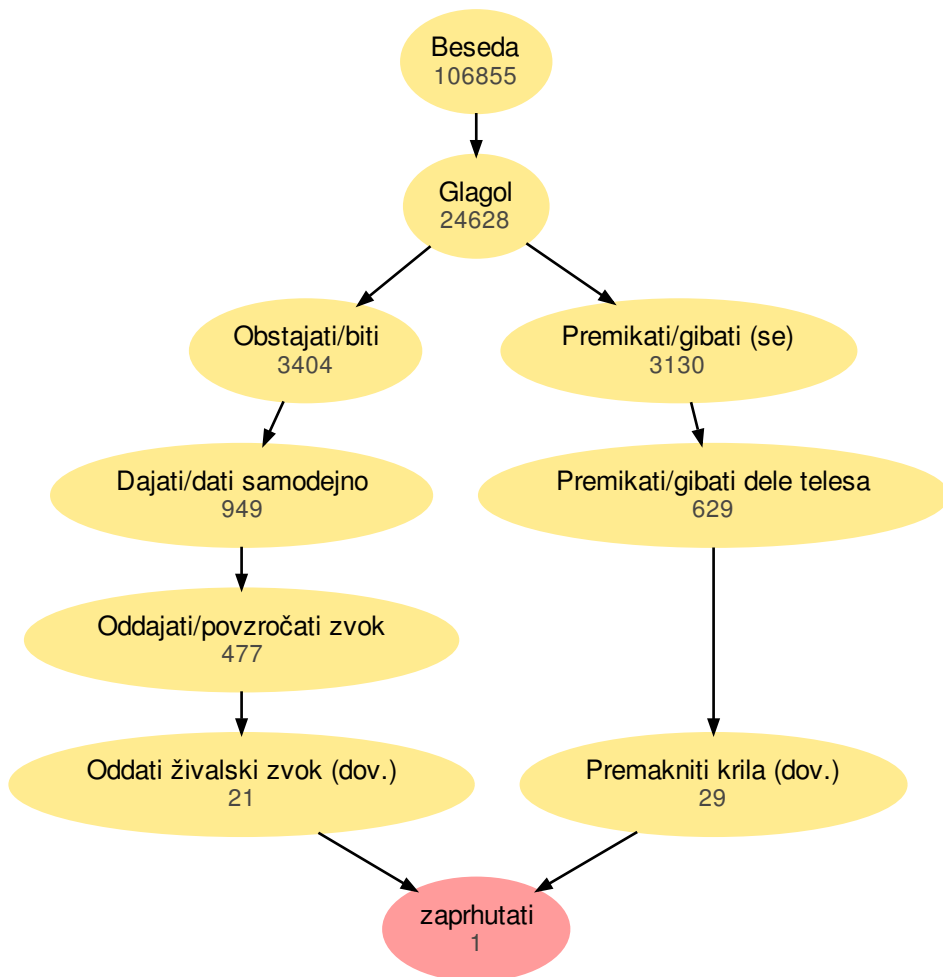 Beseda
106855
Glagol
24628
Obstajati/biti
3404
Premikati/gibati (se)
3130
Dajati/dati samodejno
949
Premikati/gibati dele telesa
629
Oddajati/povzročati zvok
477
Oddati živalski zvok (dov.)
21
Premakniti krila (dov.)
29
zaprhutati
1